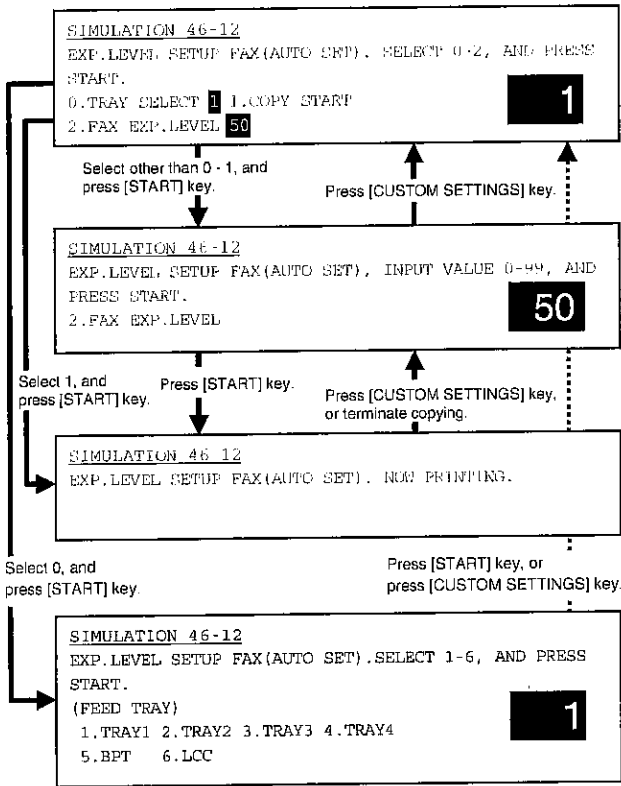 SIMULATION 46-12
EXP.LEVEL SETUP FAX(AUTO SET). SELECT 0-2, AND PRESS
START.
0.TRAY SELECT 1 1.COPY START
2.FAX EXP.LEVEL 50
1
Select other than 0 - 1, and
press [START] key.
Press [CUSTOM SETTINGS] key.
SIMULATION 46-12
EXP.LEVEL SETUP FAX(AUTO SET), INPUT VALUE 0-99, AND
PRESS START.
2.FAX EXP.LEVEL
50
Select 1, and
press [START] key.
Press [START] key.
Press [CUSTOM SETTINGS] key,
or terminate copying.
SIMULATION 46-12
EXP.LEVEL SETUP FAX(AUTO SET). NOW PRINTING.
Select 0, and
press [START] key.
Press [START] key, or
press [CUSTOM SETTINGS] key.
SIMULATION 46-12
EXP.LEVEL SETUP FAX(AUTO SET).SELECT 1-6, AND PRESS
START.
(FEED TRAY)
1.TRAY1 2.TRAY2 3.TRAY3 4.TRAY4
5.BPT 6.LCC
1